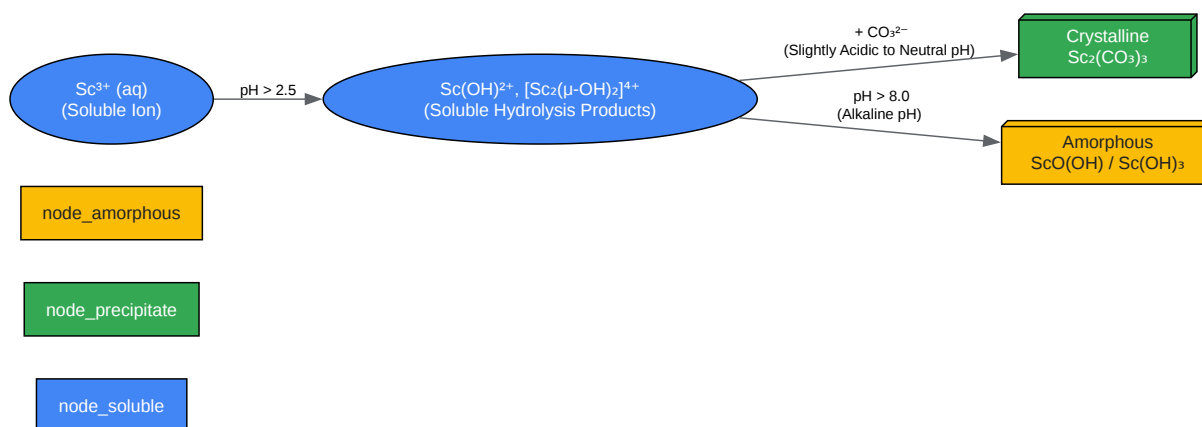 Sc³⁺ (aq)
(Soluble Ion)
pH > 2.5
Sc(OH)²⁺, [Sc₂(μ-OH)₂]⁴⁺
(Soluble Hydrolysis Products)
+ CO₃²⁻
(Slightly Acidic to Neutral pH)
Crystalline
Sc₂(CO₃)₃
pH > 8.0
(Alkaline pH)
Amorphous
ScO(OH) / Sc(OH)₃
node_amorphous
node_precipitate
node_soluble